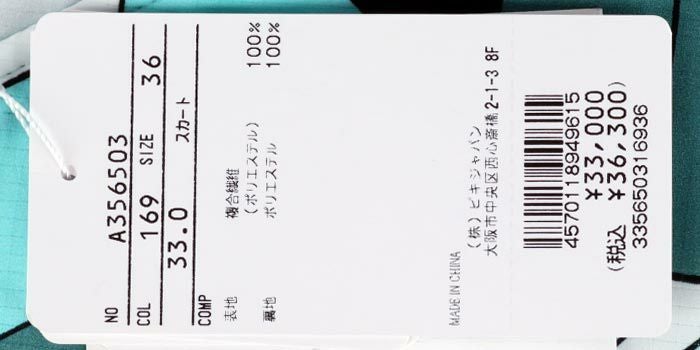 NO A356503
COL 169 SIZE 36
33.0 スカート
COMP
表地 複合繊維 100%
(ポリエステル)
裏地 ポリエステル 100%
MADE IN CHINA
(株)ビキジャパン
大阪市中央区西心斎橋2-1-3 8F
4570118949615
¥33,000
(税込 ¥36,300)
335650316936